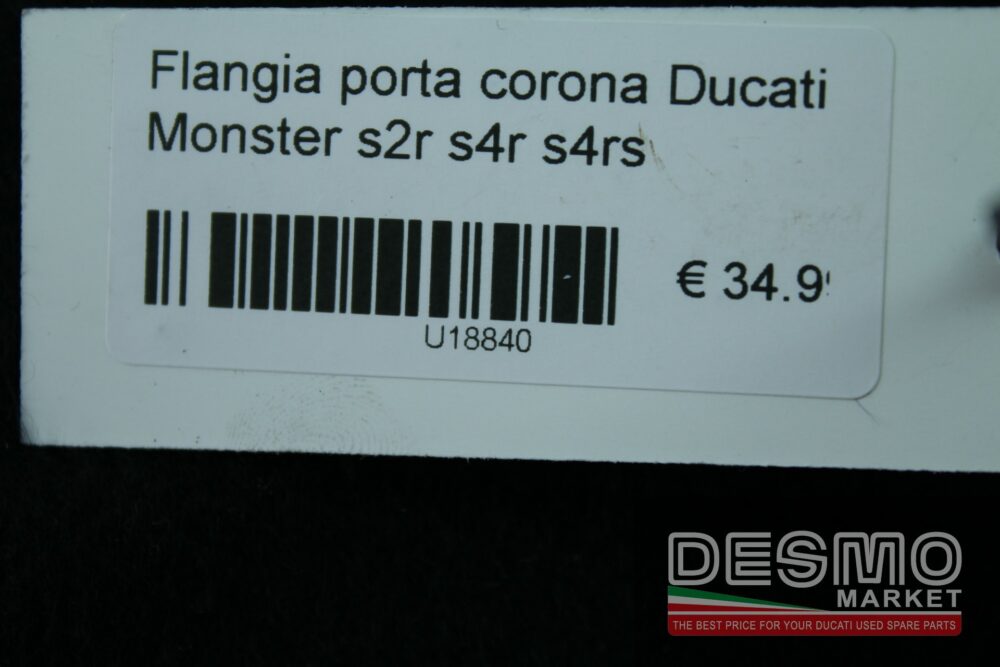 Flangia porta corona Ducati
Monster s2r s4r s4rs
€ 34.9
U18840
DESMO
MARKET
THE BEST PRICE FOR YOUR DUCATI USED SPARE PARTS